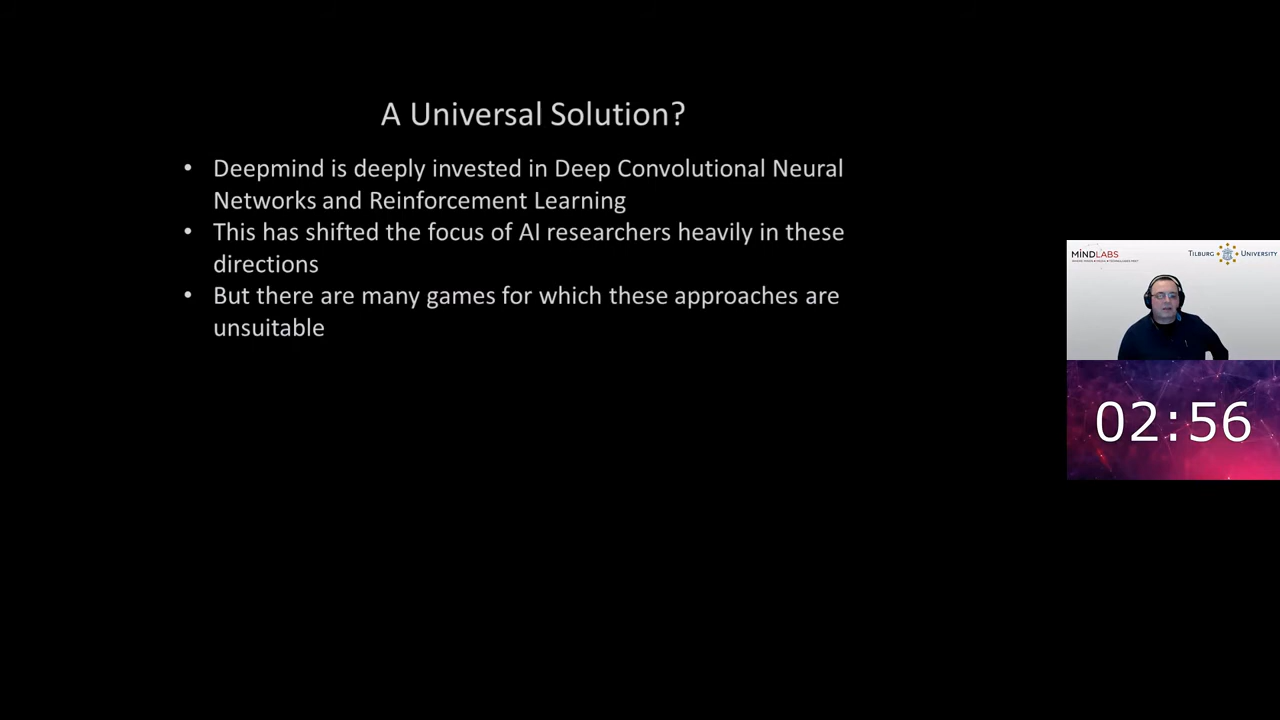 A Universal Solution?
• Deepmind is deeply invested in Deep Convolutional Neural
Networks and Reinforcement Learning
• This has shifted the focus of AI researchers heavily in these
directions
• But there are many games for which these approaches are
unsuitable
MINDLABS
TILBURG UNIVERSITY
02:56